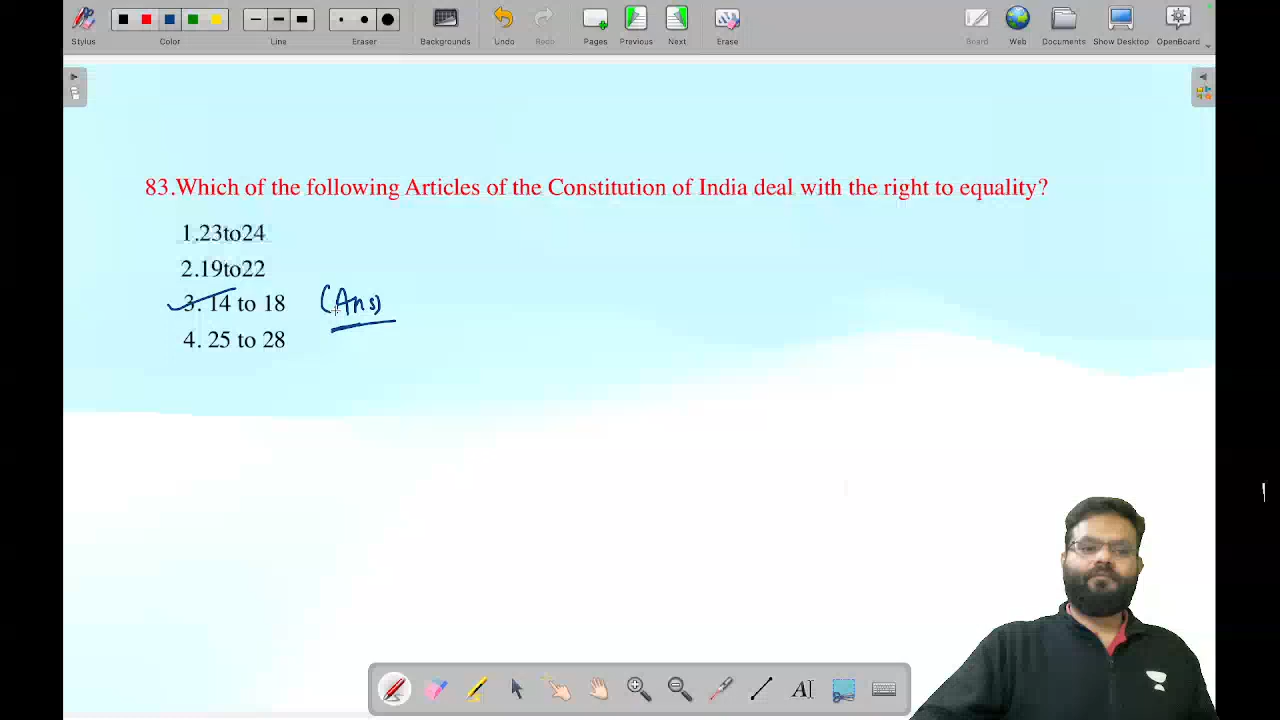 Stylus
Color
Line
Eraser
Backgrounds
Undo
Redo
Pages
Previous
Next
Erase
Board
Web
Documents
Show Desktop
OpenBoard
83.Which of the following Articles of the Constitution of India deal with the right to equality?
1.23to24
2.19to22
3. 14 to 18 (Ans)
4. 25 to 28